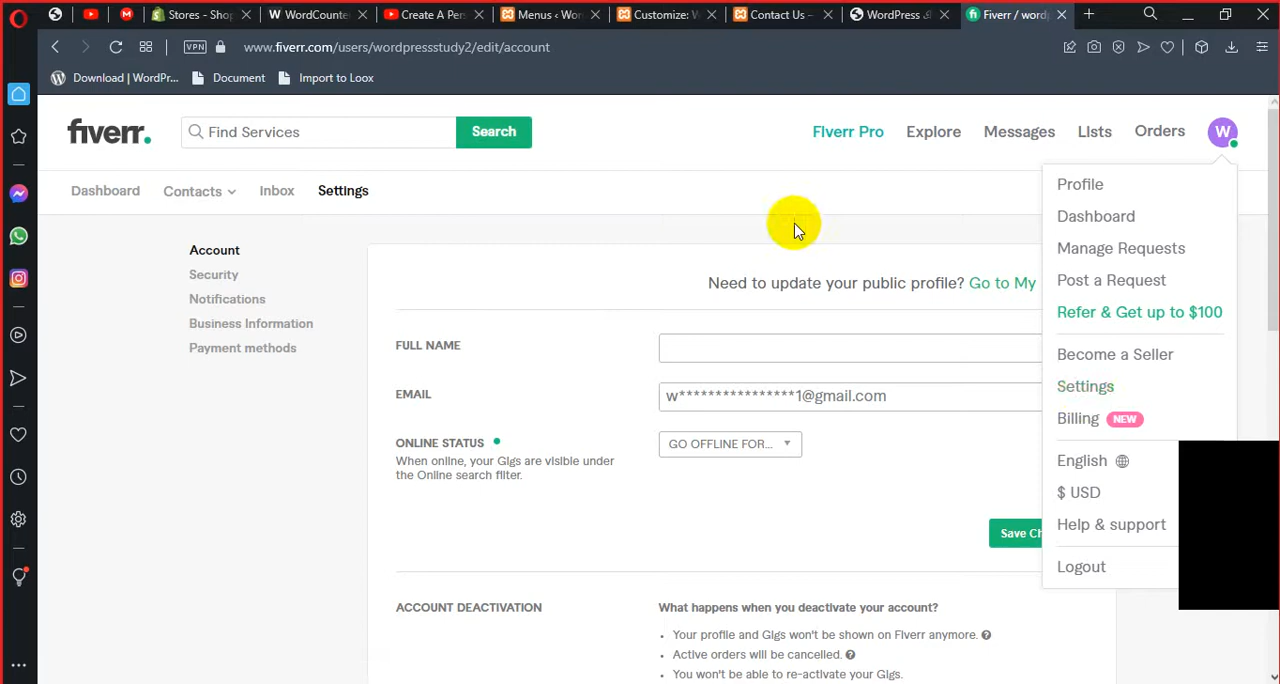 Stores - Shop
WordCounter
Create A Pers
Menus ‹ Wor
Customize: W
Contact Us –
WordPress
Fiverr / wordp
VPN
www.fiverr.com/users/wordpressstudy2/edit/account
Download | WordPr...
Document
Import to Loox
fiverr.
Find Services
Search
Fiverr Pro
Explore
Messages
Lists
Orders
W
Dashboard
Contacts
Inbox
Settings
Account
Security
Notifications
Business Information
Payment methods
Need to update your public profile? Go to My
FULL NAME
EMAIL
w****************1@gmail.com
ONLINE STATUS
When online, your Gigs are visible under
the Online search filter.
GO OFFLINE FOR...
Save Ch
ACCOUNT DEACTIVATION
What happens when you deactivate your account?
• Your profile and Gigs won't be shown on Fiverr anymore.
• Active orders will be cancelled.
• You won't be able to re-activate your Gigs.
Profile
Dashboard
Manage Requests
Post a Request
Refer & Get up to $100
Become a Seller
Settings
Billing NEW
English
$ USD
Help & support
Logout